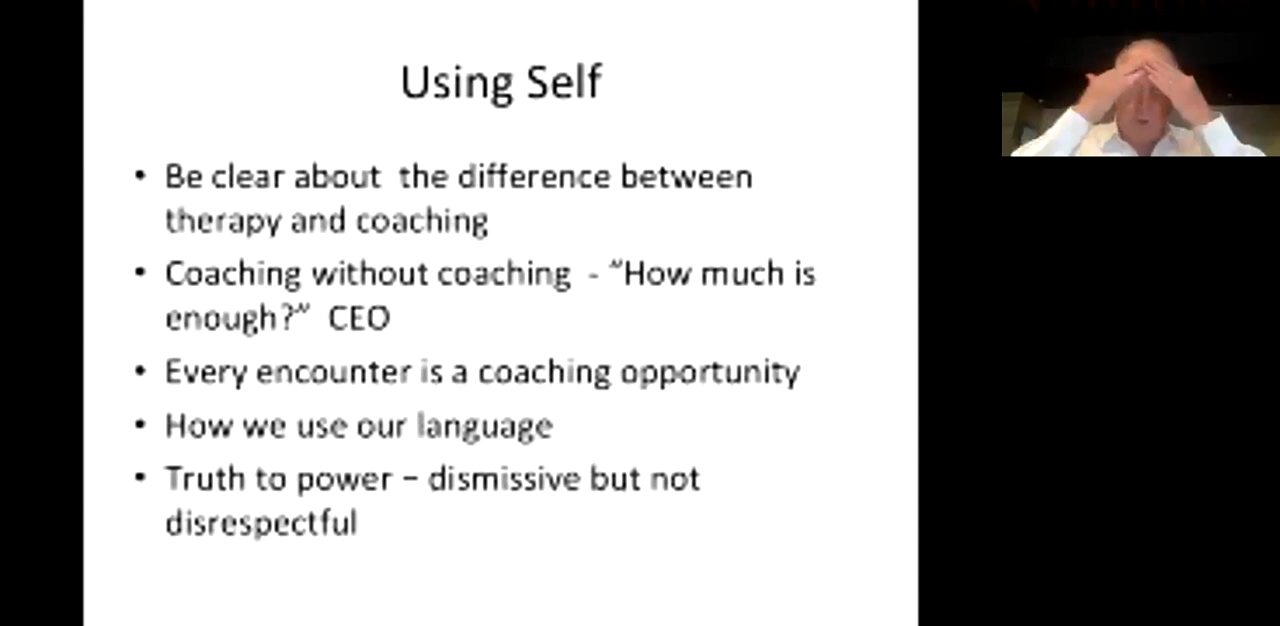 Using Self
• Be clear about the difference between
therapy and coaching
• Coaching without coaching - "How much is
enough?" CEO
• Every encounter is a coaching opportunity
• How we use our language
• Truth to power – dismissive but not
disrespectful